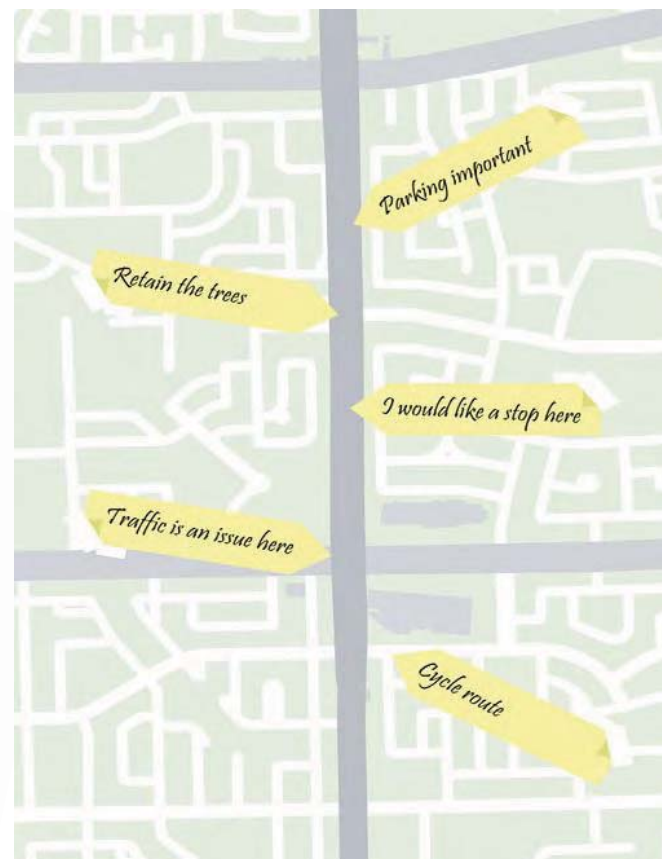 Parking important
Retain the trees
I would like a stop here
Traffic is an issue here
Cycle route